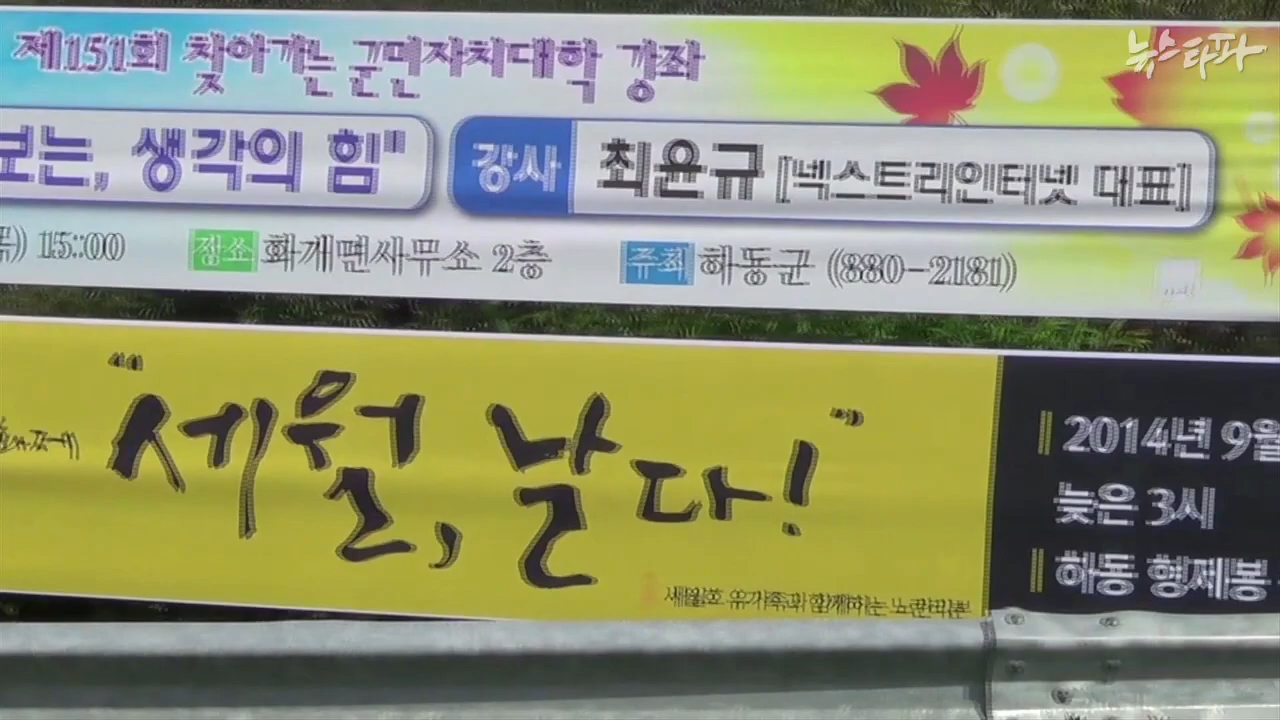 뉴스타파
제151회 찾아가는 군민자치대학 강좌
보는, 생각의 힘"
강사 최윤규 [넥스트리인터넷 대표]
15:00 장소 화개면사무소 2층 주최 하동군 (880-2181)
"세월, 날다!"
2014년 9월
늦은 3시
하동 형제봉
세월호 유가족과 함께하는 노란리본